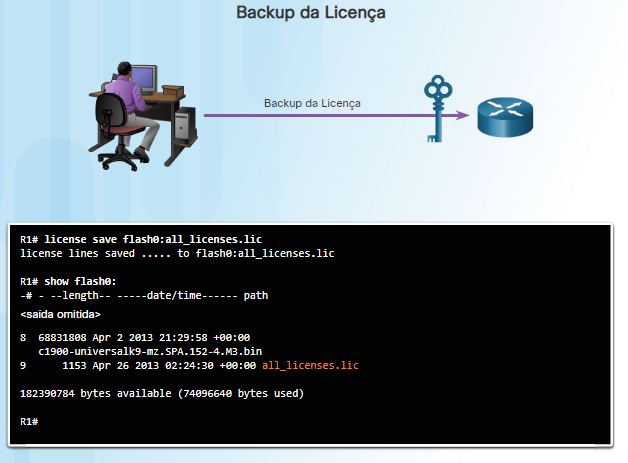 Backup da Licença
Backup da Licença
R1# license save flash0:all_licenses.lic
license lines saved ..... to flash0:all_licenses.lic
R1# show flash0:
-# - --length-- -----date/time------ path
<saída omitida>
8  68831808 Apr 2 2013 21:29:58 +00:00
   c1900-universalk9-mz.SPA.152-4.M3.bin
9      1153 Apr 26 2013 02:24:30 +00:00 all_licenses.lic
182390784 bytes available (74096640 bytes used)
R1#